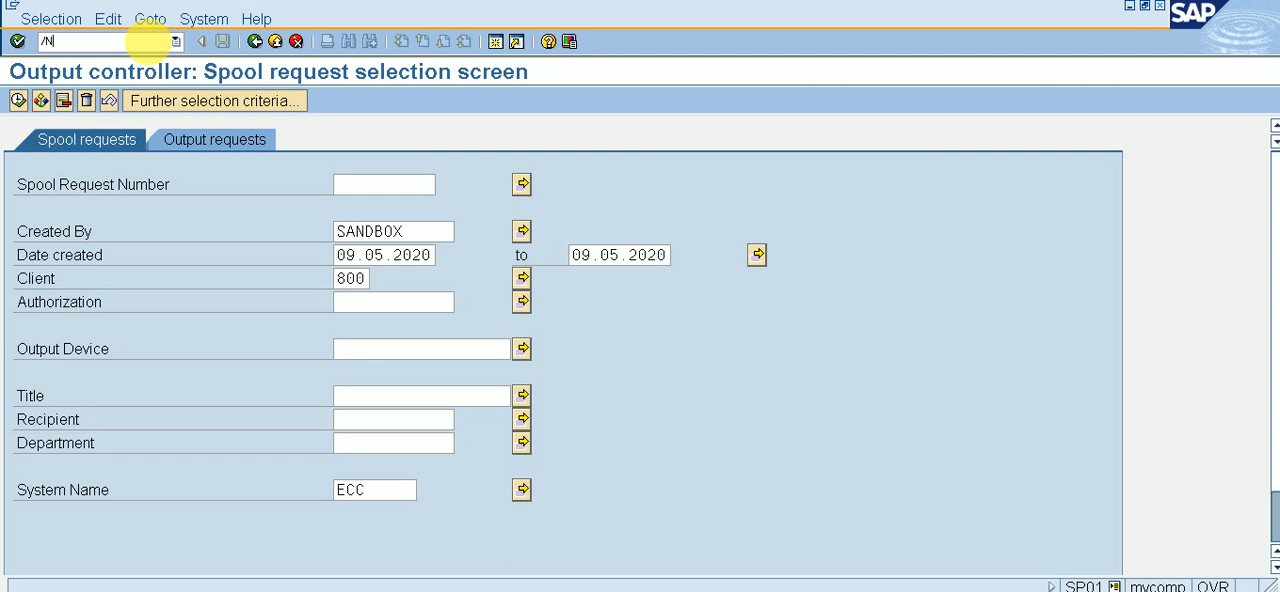 Selection Edit Goto System Help
SAP
/N
Output controller: Spool request selection screen
Further selection criteria...
Spool requests Output requests
Spool Request Number
Created By SANDBOX
Date created 09.05.2020 to 09.05.2020
Client 800
Authorization
Output Device
Title
Recipient
Department
System Name ECC
SP01 mycomp OVR